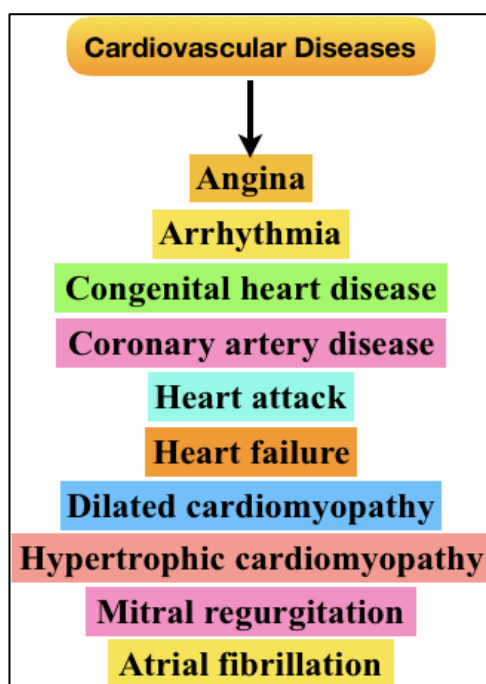 Cardiovascular Diseases
Angina
Arrhythmia
Congenital heart disease
Coronary artery disease
Heart attack
Heart failure
Dilated cardiomyopathy
Hypertrophic cardiomyopathy
Mitral regurgitation
Atrial fibrillation